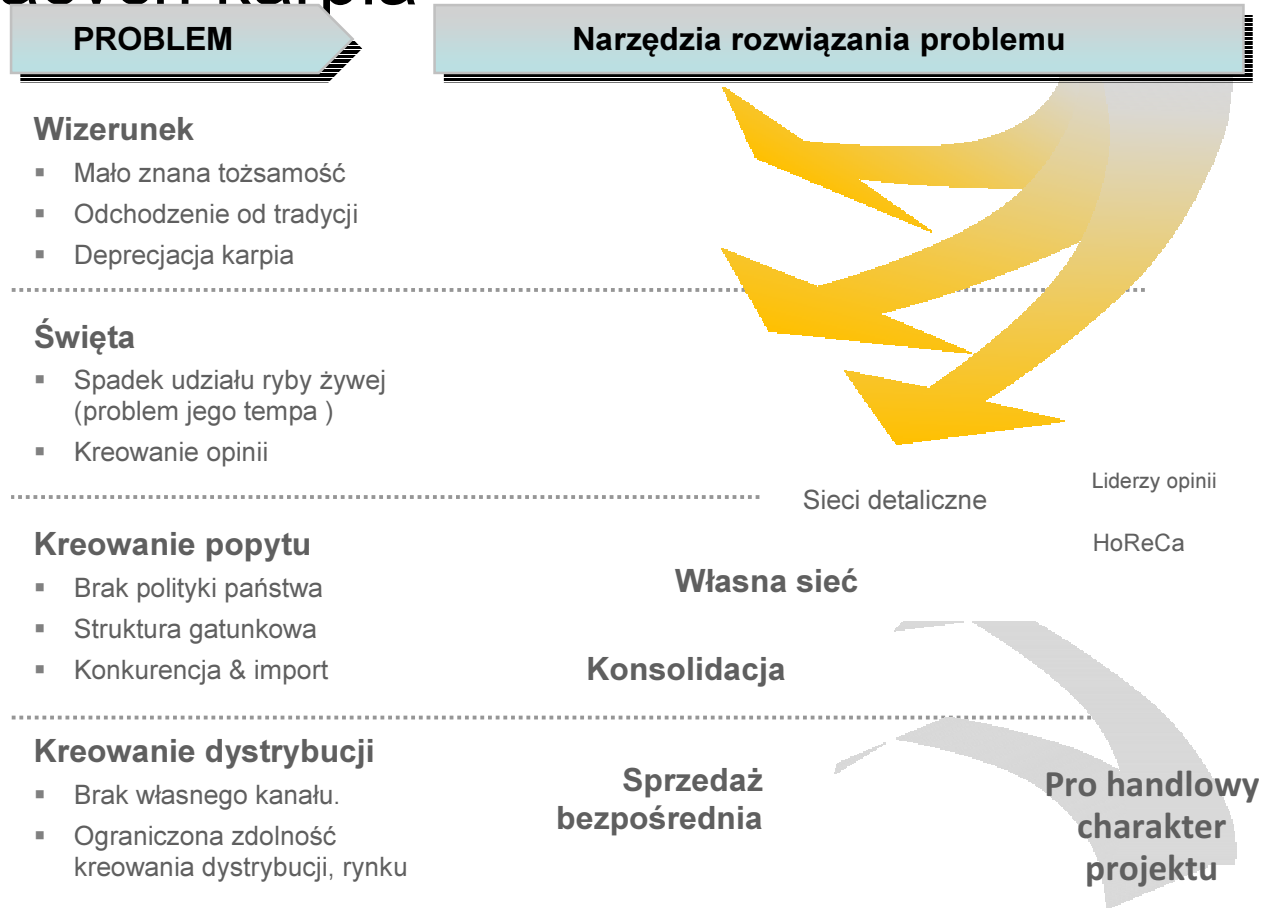 karpia
PROBLEM
Narzędzia rozwiązania problemu
Wizerunek
▪ Mało znana tożsamość
▪ Odchodzenie od tradycji
▪ Deprecjacja karpia
Święta
▪ Spadek udziału ryby żywej
(problem jego tempa )
▪ Kreowanie opinii
Sieci detaliczne
Liderzy opinii
HoReCa
Kreowanie popytu
▪ Brak polityki państwa
▪ Struktura gatunkowa
▪ Konkurencja & import
Własna sieć
Konsolidacja
Kreowanie dystrybucji
▪ Brak własnego kanału.
▪ Ograniczona zdolność
kreowania dystrybucji, rynku
Sprzedaż
bezpośrednia
Pro handlowy
charakter
projektu